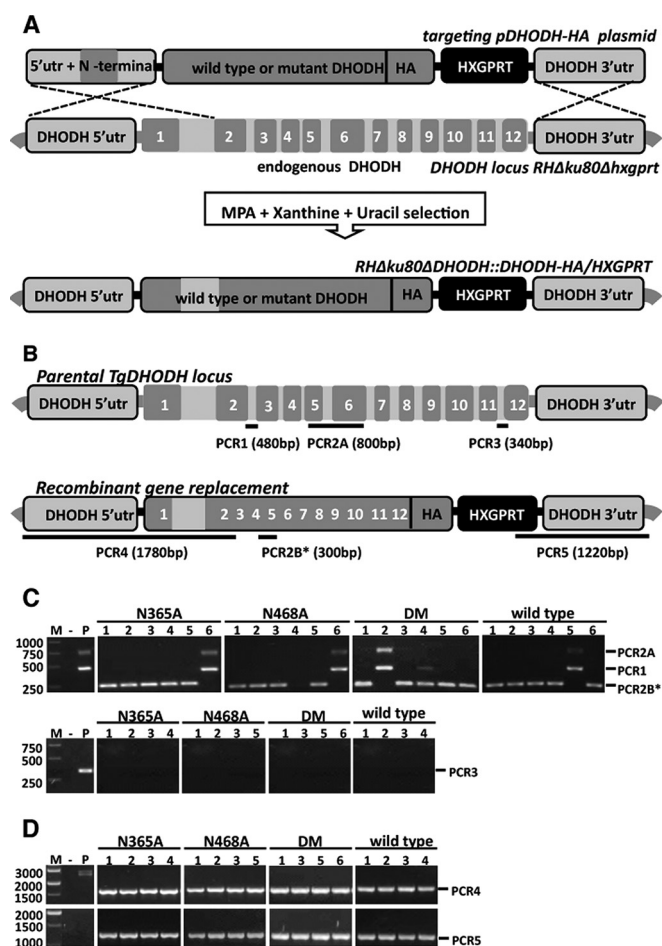 A
targeting pDHODH-HA plasmid
5'utr + N -terminal wild type or mutant DHODH HA HXGPRT DHODH 3'utr
DHODH 5'utr 1 2 3 4 5 6 7 8 9 10 11 12 DHODH 3'utr
endogenous DHODH DHODH locus RHΔku80Δhxgprt
MPA + Xanthine + Uracil selection
RHΔku80ΔDHODH::DHODH-HA/HXGPRT
DHODH 5'utr wild type or mutant DHODH HA HXGPRT DHODH 3'utr
B
Parental TgDHODH locus
DHODH 5'utr 1 2 3 4 5 6 7 8 9 10 11 12 DHODH 3'utr
PCR1 (480bp) PCR2A (800bp) PCR3 (340bp)
Recombinant gene replacement
DHODH 5'utr 1 2 3 4 5 6 7 8 9 10 11 12 HA HXGPRT DHODH 3'utr
PCR4 (1780bp) PCR2B* (300bp) PCR5 (1220bp)
C
N365A N468A DM wild type
M - P 1 2 3 4 5 6 1 2 3 4 5 6 1 2 3 4 5 6 1 2 3 4 5 6
1000
750 PCR2A
500 PCR1
250 PCR2B*
N365A N468A DM wild type
M - P 1 2 3 4 1 2 3 4 1 2 3 4 1 2 3 4
750
500 PCR3
250
D
N365A N468A DM wild type
M - P 1 2 3 4 1 2 3 5 1 3 5 6 1 2 3 4
3000
2000 PCR4
1500
2000
1500
1000 PCR5